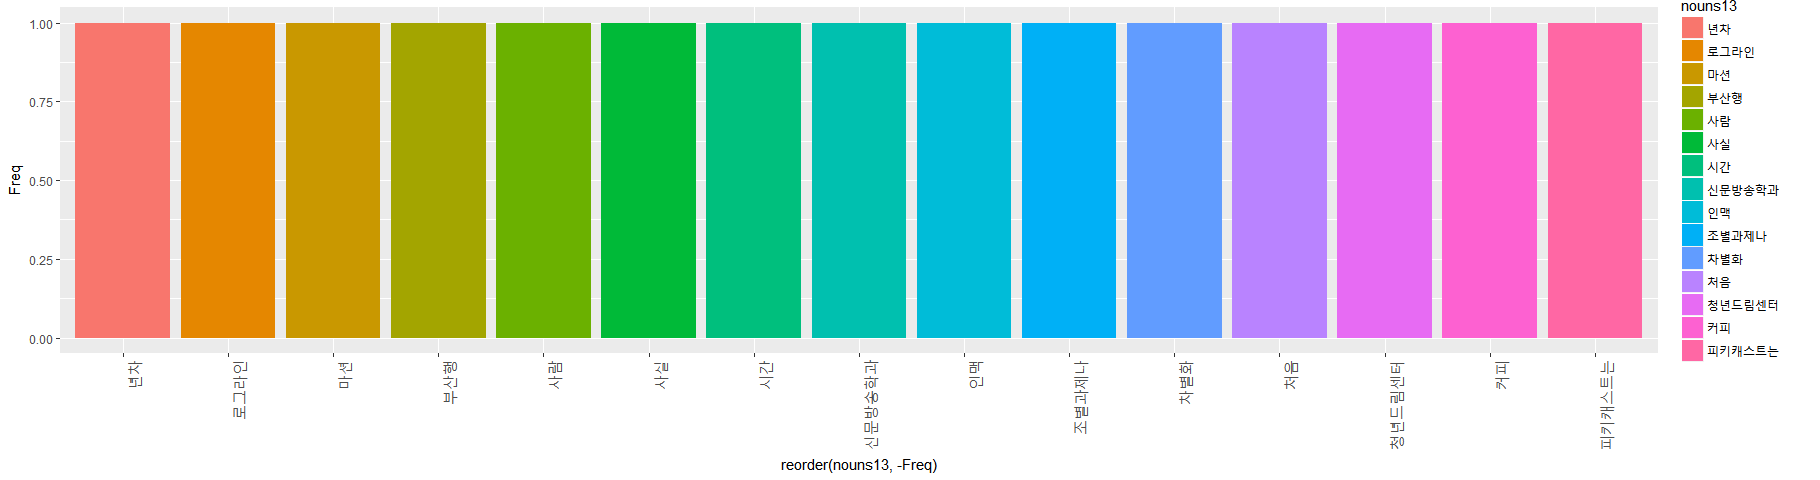 nouns13
1.00
0.75
0.50
0.25
0.00
Freq
년차
로그라인
마션
부산행
사람
사실
시간
신문방송학과
인맥
조별과제나
차별화
처음
청년드림센터
커피
피키캐스트는
reorder(nouns13, -Freq)
년차
로그라인
마션
부산행
사람
사실
시간
신문방송학과
인맥
조별과제나
차별화
처음
청년드림센터
커피
피키캐스트는